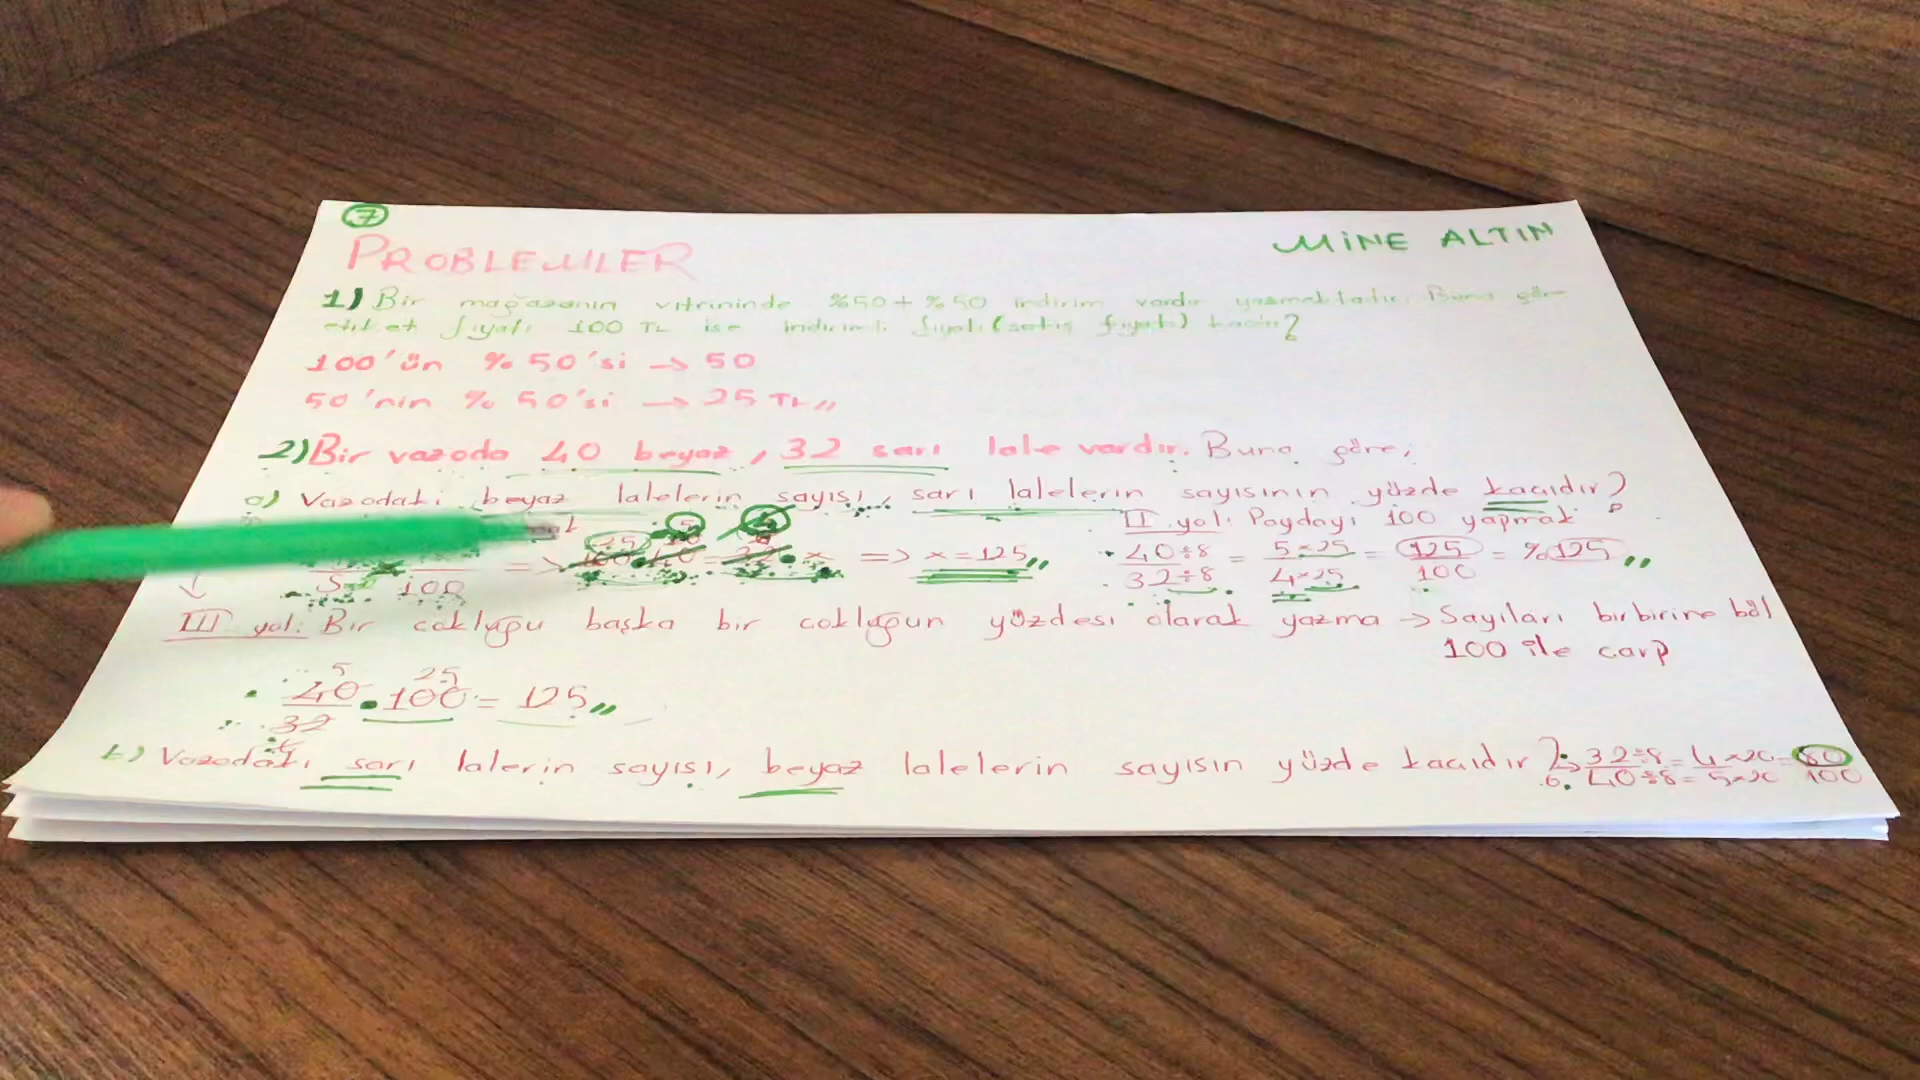 7
PROBLEMLER
MİNE ALTIN
1) Bir mağazanın vitrininde %50 + %50 indirim vardır yazmaktadır. Buna göre
etiket fiyatı 100 TL ise indirimli fiyatı (satış fiyatı) kaçtır?
100'ün % 50'si → 50
50'nin % 50'si → 25 TL,,
2) Bir vazoda 40 beyaz, 32 sarı lale vardır. Buna göre;
a) Vazodaki beyaz lalelerin sayısı, sarı lalelerin sayısının yüzde kaçıdır?
II yol: Paydayı 100 yapmak
100 ⇒ 100.40 = 32.x ⇒ x = 125,,
40÷8/32÷8 = 5×25/4×25 = 125/100 = %125,,
III yol: Bir çokluğu başka bir çokluğun yüzdesi olarak yazma → Sayıları birbirine böl
100 ile çarp
40/32 . 100 = 125,,
b) Vazodaki sarı lalerin sayısı, beyaz lalelerin sayısın yüzde kaçıdır? 32÷8/40÷8 = 4×20/5×20 = 80/100